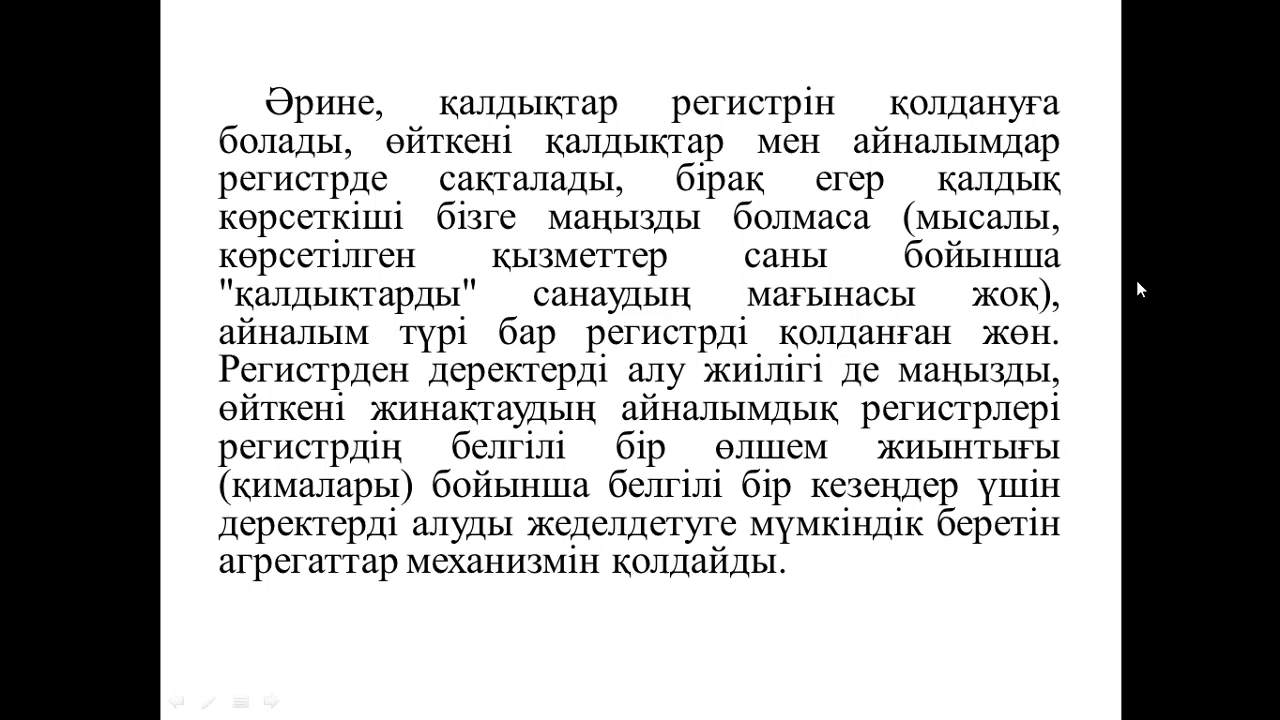 Әрине, қалдықтар регистрін қолдануға
болады, өйткені қалдықтар мен айналымдар
регистрде сақталады, бірақ егер қалдық
көрсеткіші бізге маңызды болмаса (мысалы,
көрсетілген қызметтер саны бойынша
"қалдықтарды" санаудың мағынасы жоқ),
айналым түрі бар регистрді қолданған жөн.
Регистрден деректерді алу жиілігі де маңызды,
өйткені жинақтаудың айналымдық регистрлері
регистрдің белгілі бір өлшем жиынтығы
(қималары) бойынша белгілі бір кезеңдер үшін
деректерді алуды жеделдетуге мүмкіндік беретін
агрегаттар механизмін қолдайды.